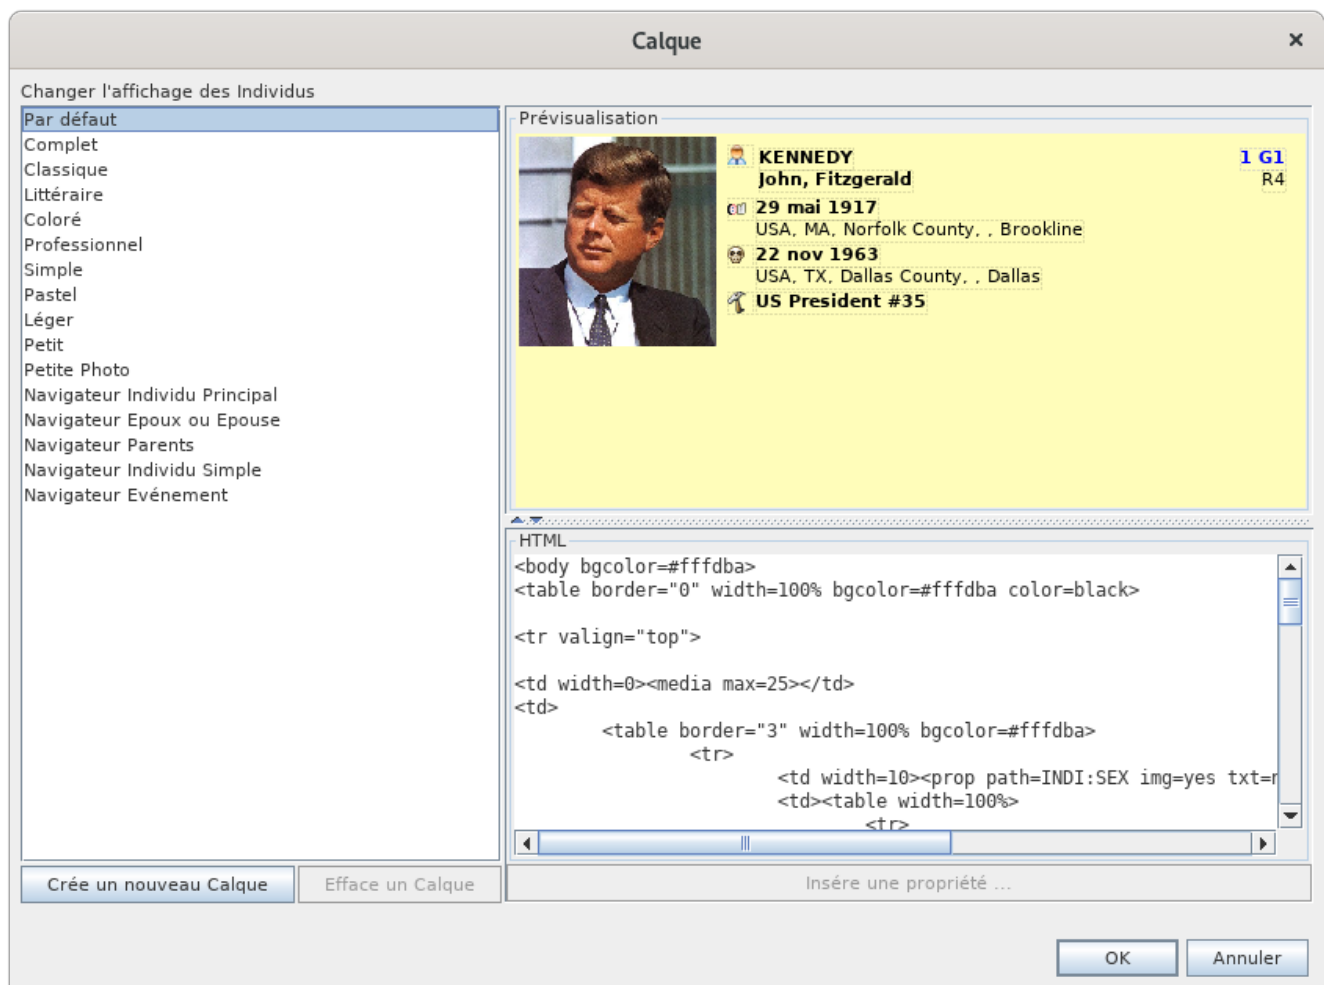 Calque
Changer l'affichage des Individus
Par défaut
Complet
Classique
Littéraire
Coloré
Professionnel
Simple
Pastel
Léger
Petit
Petite Photo
Navigateur Individu Principal
Navigateur Epoux ou Epouse
Navigateur Parents
Navigateur Individu Simple
Navigateur Evénement
Crée un nouveau Calque
Efface un Calque
Prévisualisation
KENNEDY 1 G1
John, Fitzgerald R4
29 mai 1917
USA, MA, Norfolk County, , Brookline
22 nov 1963
USA, TX, Dallas County, , Dallas
US President #35
HTML
<body bgcolor=#fffdba>
<table border="0" width=100% bgcolor=#fffdba color=black>
<tr valign="top">
<td width=0><media max=25></td>
<td>
<table border="3" width=100% bgcolor=#fffdba>
<tr>
<td width=10><prop path=INDI:SEX img=yes
<td><table width=100%>
<tr>
Insére une propriété ...
OK
Annuler